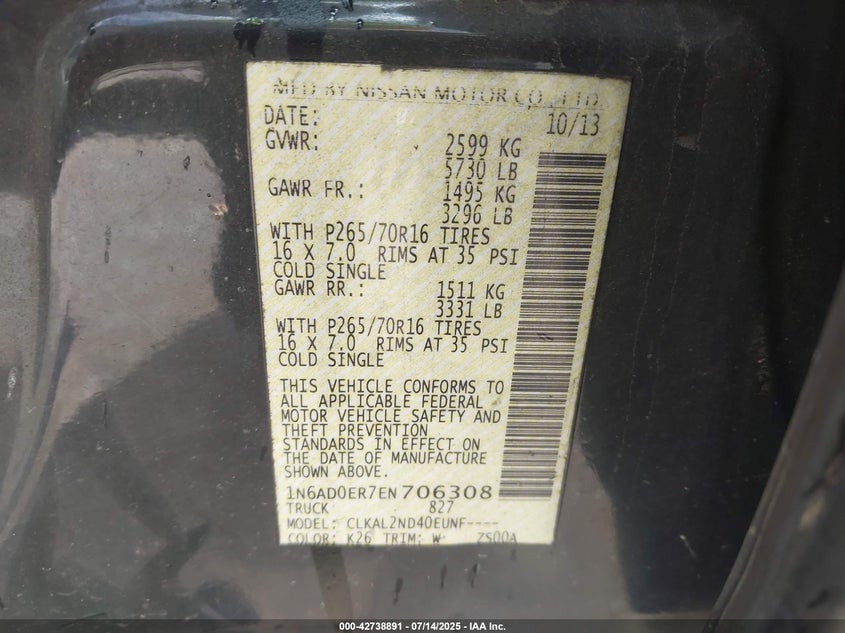 MFD BY NISSAN MOTOR CO., LTD.
DATE: 10/13
GVWR: 2599 KG
5730 LB
GAWR FR.: 1495 KG
3296 LB
WITH P265/70R16 TIRES
16 X 7.0 RIMS AT 35 PSI
COLD SINGLE
GAWR RR.: 1511 KG
3331 LB
WITH P265/70R16 TIRES
16 X 7.0 RIMS AT 35 PSI
COLD SINGLE
THIS VEHICLE CONFORMS TO
ALL APPLICABLE FEDERAL
MOTOR VEHICLE SAFETY AND
THEFT PREVENTION
STANDARDS IN EFFECT ON
THE DATE OF MANUFACTURE
SHOWN ABOVE.
1N6AD0ER7EN706308
TRUCK 827
MODEL: CLKAL2ND40EUNF----
COLOR: K26 TRIM: W ZS00A
000-42738891 - 07/14/2025 - IAA Inc.